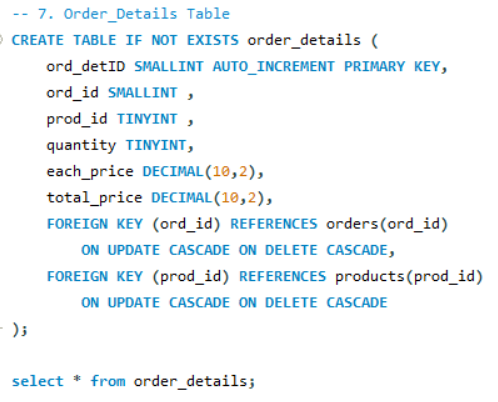 -- 7. Order_Details Table
CREATE TABLE IF NOT EXISTS order_details (
    ord_detID SMALLINT AUTO_INCREMENT PRIMARY KEY,
    ord_id SMALLINT ,
    prod_id TINYINT ,
    quantity TINYINT,
    each_price DECIMAL(10,2),
    total_price DECIMAL(10,2),
    FOREIGN KEY (ord_id) REFERENCES orders(ord_id)
        ON UPDATE CASCADE ON DELETE CASCADE,
    FOREIGN KEY (prod_id) REFERENCES products(prod_id)
        ON UPDATE CASCADE ON DELETE CASCADE
);
select * from order_details;